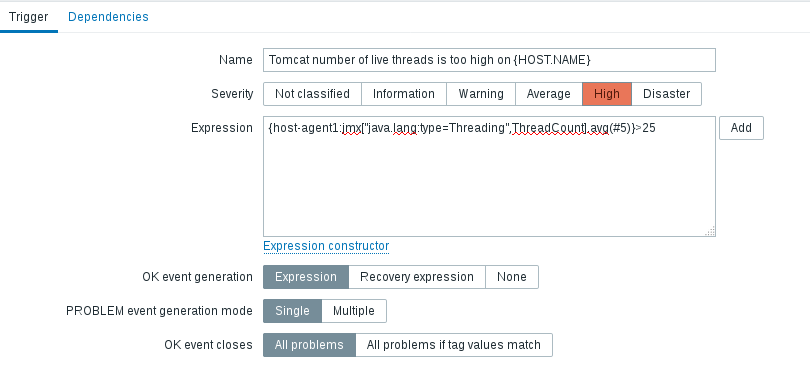 Trigger Dependencies
Name Tomcat number of live threads is too high on {HOST.NAME}
Severity Not classified Information Warning Average High Disaster
Expression {host-agent1:jmx["java.lang:type=Threading",ThreadCount].avg(#5)}>25 Add
Expression constructor
OK event generation Expression Recovery expression None
PROBLEM event generation mode Single Multiple
OK event closes All problems All problems if tag values match